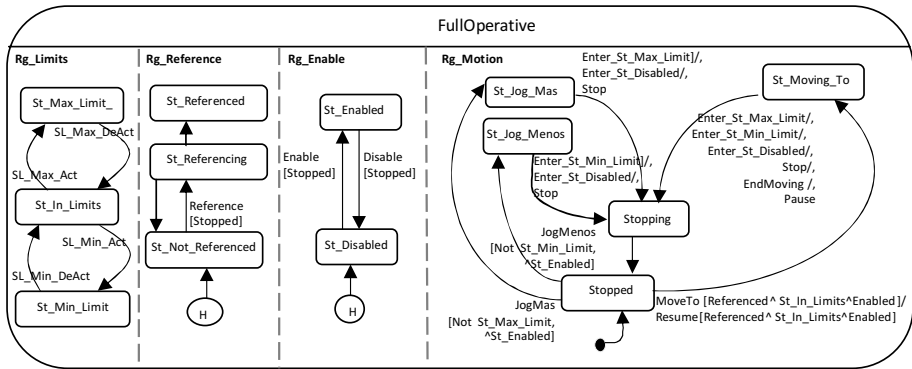 FullOperative
Rg_Limits
St_Max_Limit_
SL_Max_DeAct
SL_Max_Act
St_In_Limits
SL_Min_Act
SL_Min_DeAct
St_Min_Limit
Rg_Reference
St_Referenced
St_Referencing
Reference
[Stopped]
St_Not_Referenced
H
Rg_Enable
St_Enabled
Enable
[Stopped]
Disable
[Stopped]
St_Disabled
H
Rg_Motion
Enter_St_Max_Limit]/,
Enter_St_Disabled/,
Stop
St_Jog_Mas
St_Moving_To
St_Jog_Menos
Enter_St_Max_Limit/,
Enter_St_Min_Limit/,
Enter_St_Disabled/,
Stop/,
EndMoving /,
Pause
Enter_St_Min_Limit]/,
Enter_St_Disabled/,
Stop
Stopping
JogMenos
[Not St_Min_Limit,
^St_Enabled]
Stopped
JogMas
[Not St_Max_Limit,
^St_Enabled]
MoveTo [Referenced^ St_In_Limits^Enabled]/
Resume[Referenced^ St_In_Limits^Enabled]